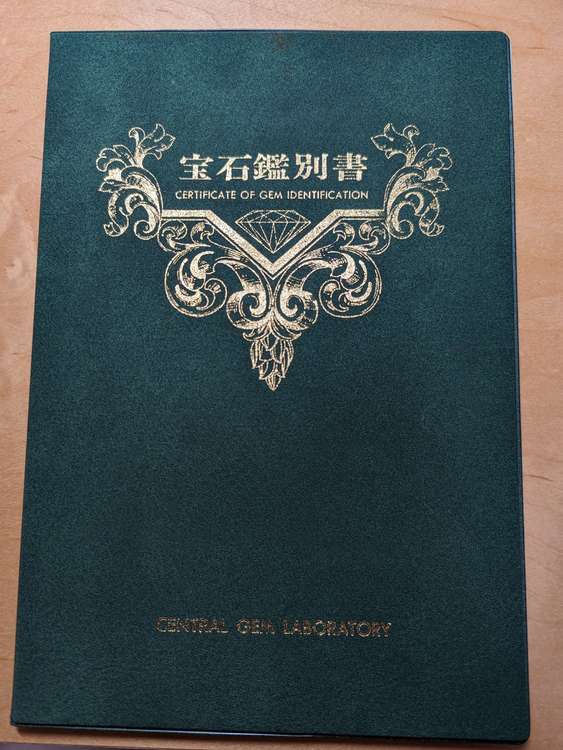 宝石鑑別書
CERTIFICATE OF GEM IDENTIFICATION
CENTRAL GEM LABORATORY